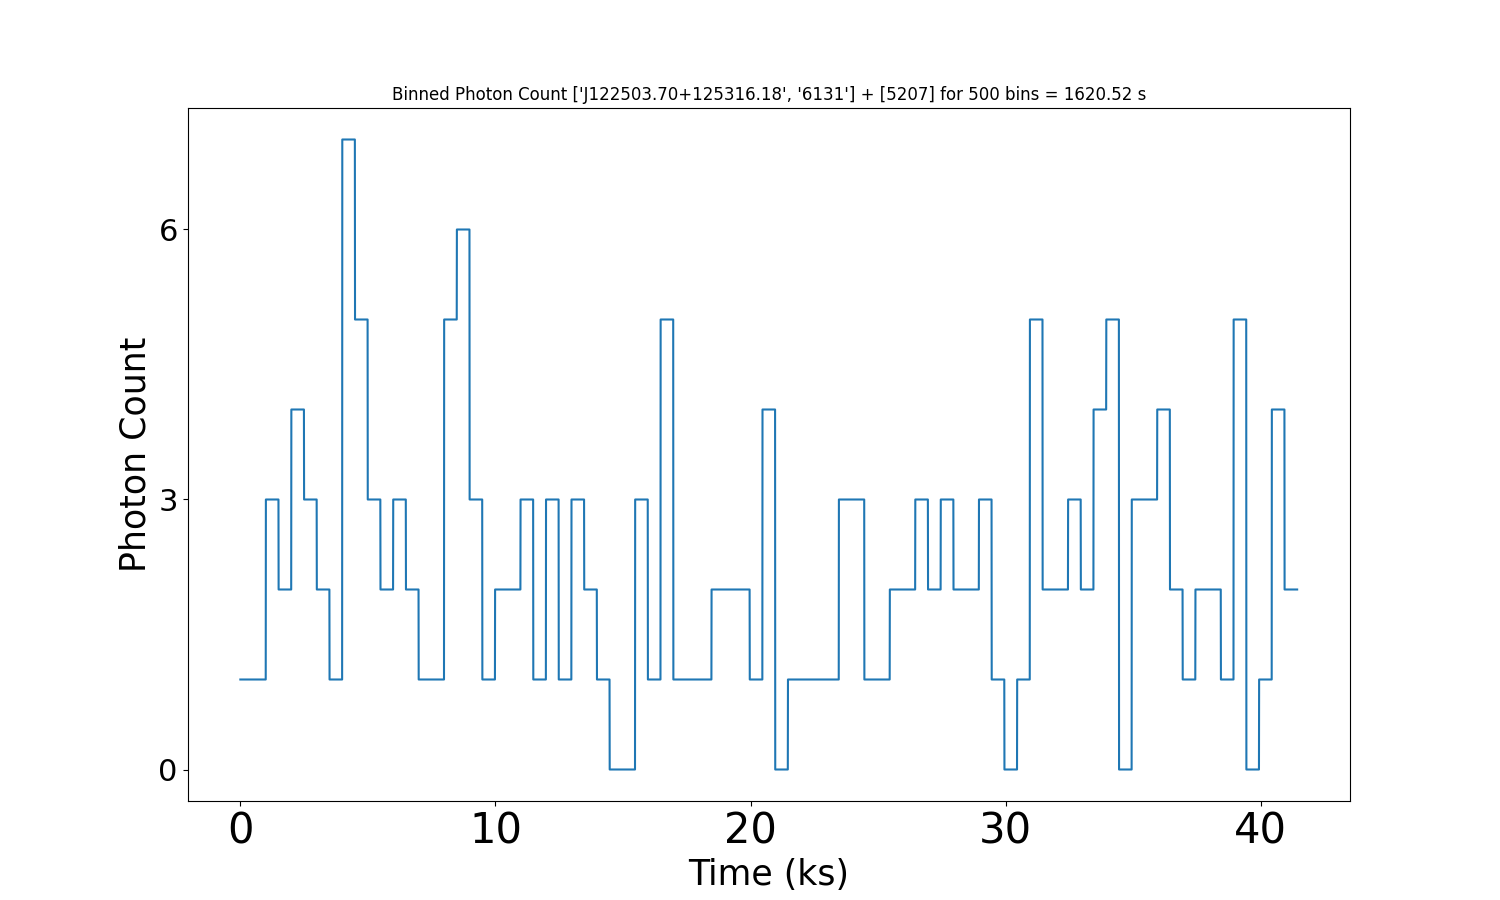 Binned Photon Count ['J122503.70+125316.18', '6131'] + [5207] for 500 bins = 1620.52 s
Photon Count
6
3
0
0 10 20 30 40
Time (ks)